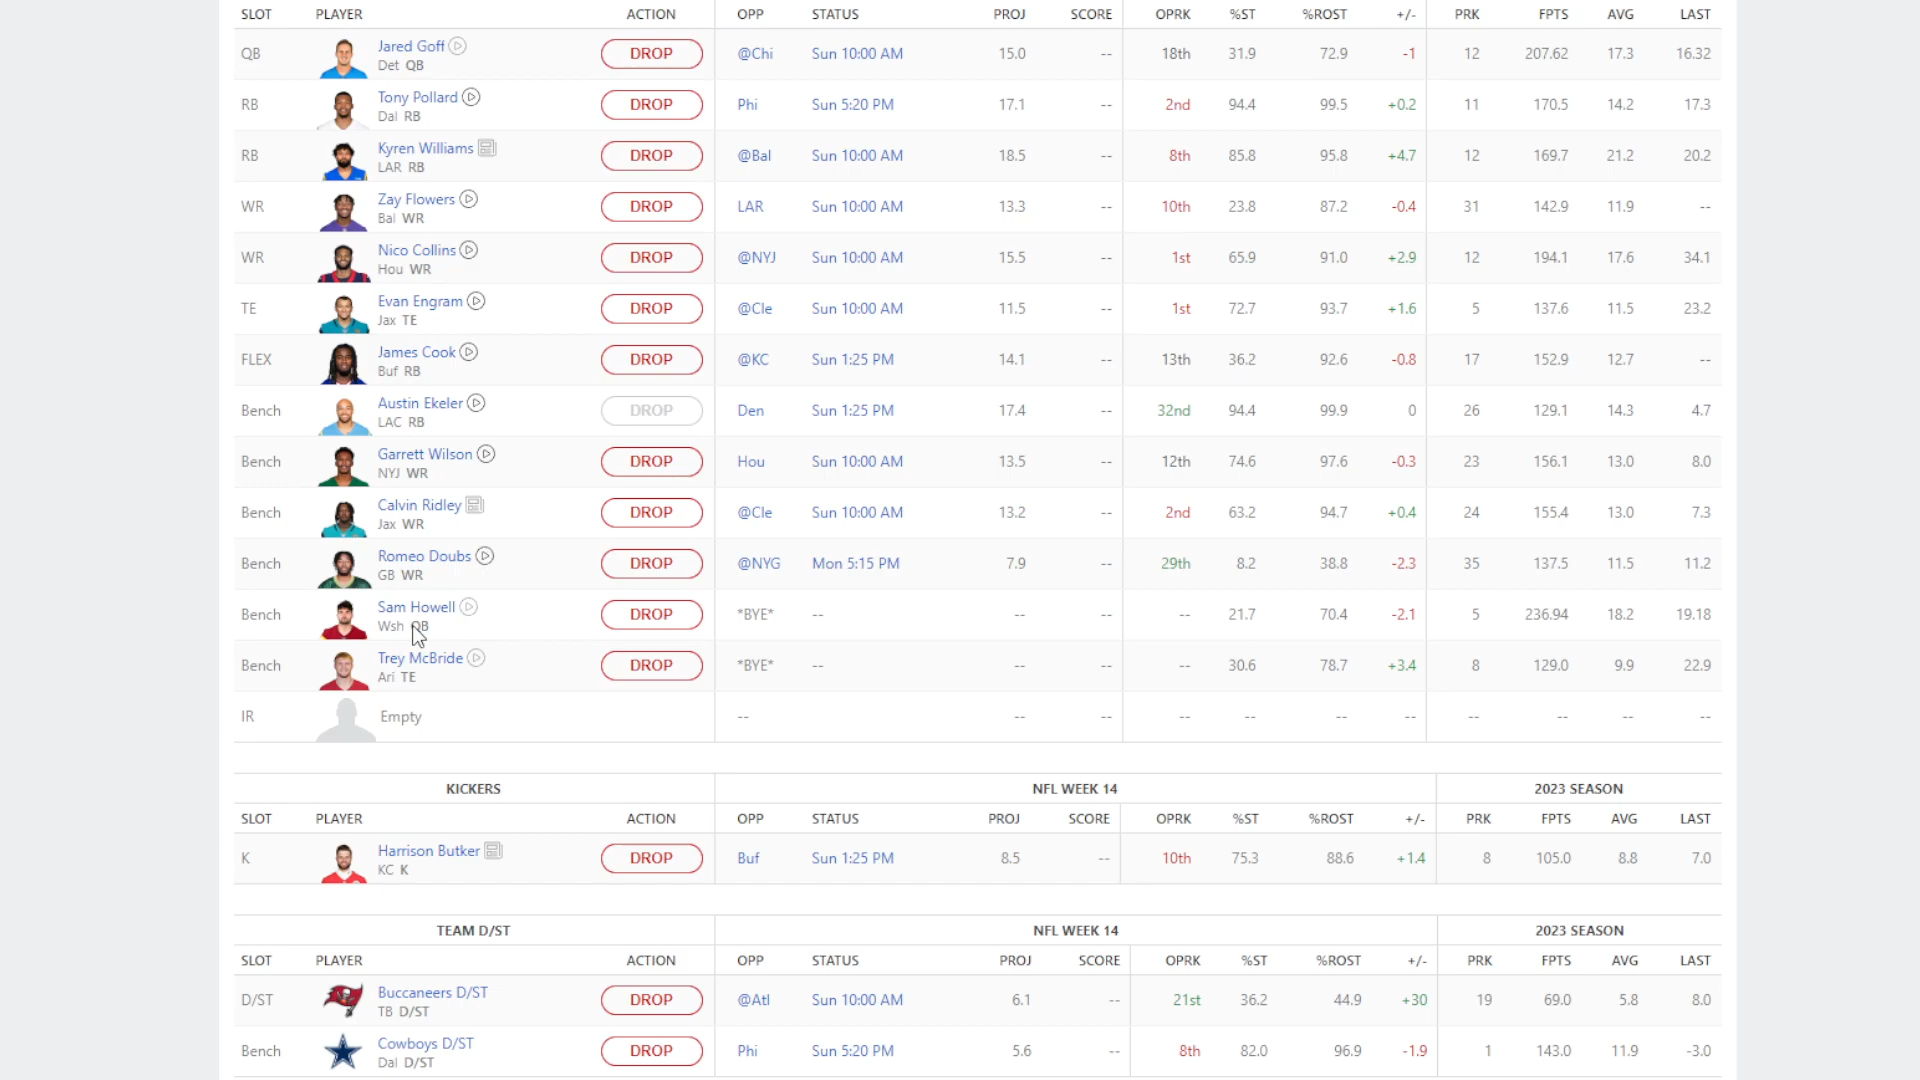 SLOT PLAYER ACTION OPP STATUS PROJ SCORE OPRK %ST %ROST +/- PRK FPTS AVG LAST
QB Jared Goff DROP @Chi Sun 10:00 AM 15.0 -- 18th 31.9 72.9 -1 12 207.62 17.3 16.32
Det QB
RB Tony Pollard DROP Phi Sun 5:20 PM 17.1 -- 2nd 94.4 99.5 +0.2 11 170.5 14.2 17.3
Dal RB
RB Kyren Williams DROP @Bal Sun 10:00 AM 18.5 -- 8th 85.8 95.8 +4.7 12 169.7 21.2 20.2
LAR RB
WR Zay Flowers DROP LAR Sun 10:00 AM 13.3 -- 10th 23.8 87.2 -0.4 31 142.9 11.9 --
Bal WR
WR Nico Collins DROP @NYJ Sun 10:00 AM 15.5 -- 1st 65.9 91.0 +2.9 12 194.1 17.6 34.1
Hou WR
TE Evan Engram DROP @Cle Sun 10:00 AM 11.5 -- 1st 72.7 93.7 +1.6 5 137.6 11.5 23.2
Jax TE
FLEX James Cook DROP @KC Sun 1:25 PM 14.1 -- 13th 36.2 92.6 -0.8 17 152.9 12.7 --
Buf RB
Bench Austin Ekeler DROP Den Sun 1:25 PM 17.4 -- 32nd 94.4 99.9 0 26 129.1 14.3 4.7
LAC RB
Bench Garrett Wilson DROP Hou Sun 10:00 AM 13.5 -- 12th 74.6 97.6 -0.3 23 156.1 13.0 8.0
NYJ WR
Bench Calvin Ridley DROP @Cle Sun 10:00 AM 13.2 -- 2nd 63.2 94.7 +0.4 24 155.4 13.0 7.3
Jax WR
Bench Romeo Doubs DROP @NYG Mon 5:15 PM 7.9 -- 29th 8.2 38.8 -2.3 35 137.5 11.5 11.2
GB WR
Bench Sam Howell DROP *BYE* -- -- -- -- 21.7 70.4 -2.1 5 236.94 18.2 19.18
Wsh QB
Bench Trey McBride DROP *BYE* -- -- -- -- 30.6 78.7 +3.4 8 129.0 9.9 22.9
Ari TE
IR Empty -- -- -- -- -- -- -- -- -- -- --
KICKERS NFL WEEK 14 2023 SEASON
SLOT PLAYER ACTION OPP STATUS PROJ SCORE OPRK %ST %ROST +/- PRK FPTS AVG LAST
K Harrison Butker DROP Buf Sun 1:25 PM 8.5 -- 10th 75.3 88.6 +1.4 8 105.0 8.8 7.0
KC K
TEAM D/ST NFL WEEK 14 2023 SEASON
SLOT PLAYER ACTION OPP STATUS PROJ SCORE OPRK %ST %ROST +/- PRK FPTS AVG LAST
D/ST Buccaneers D/ST DROP @Atl Sun 10:00 AM 6.1 -- 21st 36.2 44.9 +30 19 69.0 5.8 8.0
TB D/ST
Bench Cowboys D/ST DROP Phi Sun 5:20 PM 5.6 -- 8th 82.0 96.9 -1.9 1 143.0 11.9 -3.0
Dal D/ST